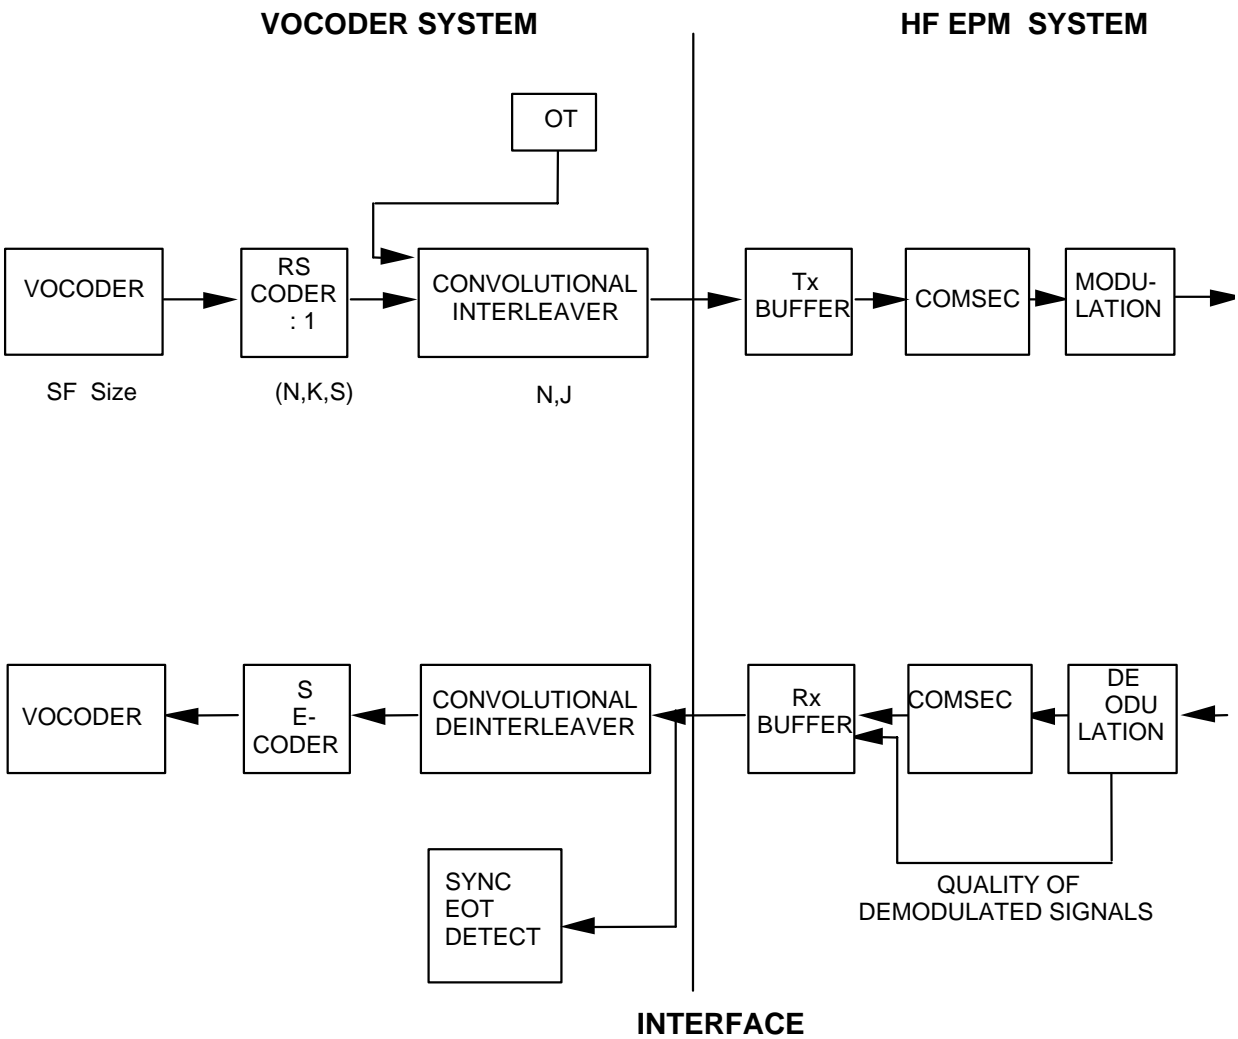 VOCODER SYSTEM
HF EPM SYSTEM
OT
VOCODER
RS
CODER
: 1
CONVOLUTIONAL
INTERLEAVER
Tx
BUFFER
COMSEC
MODU-
LATION
SF Size
(N,K,S)
N,J
VOCODER
S
E-
CODER
CONVOLUTIONAL
DEINTERLEAVER
Rx
BUFFER
COMSEC
DE
ODU
LATION
SYNC
EOT
DETECT
QUALITY OF
DEMODULATED SIGNALS
INTERFACE